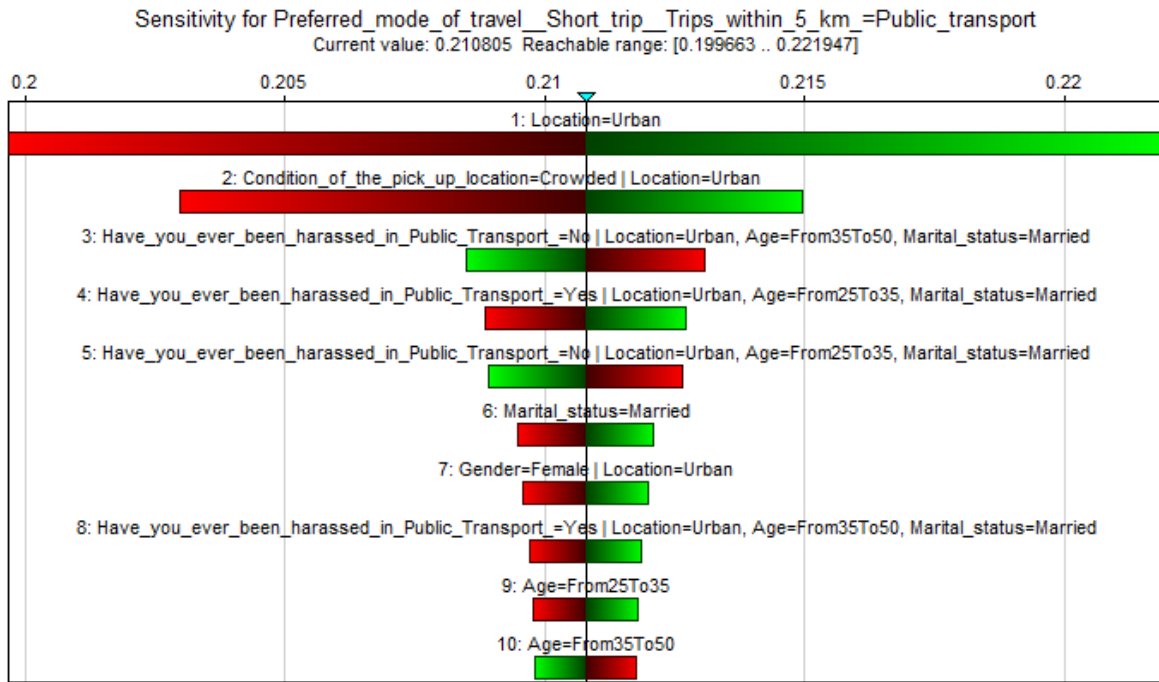 Sensitivity for Preferred_mode_of_travel__Short_trip__Trips_within_5_km_=Public_transport
Current value: 0.210805 Reachable range: [0.199663 .. 0.221947]
0.2 0.205 0.21 0.215 0.22
1: Location=Urban
2: Condition_of_the_pick_up_location=Crowded | Location=Urban
3: Have_you_ever_been_harassed_in_Public_Transport_=No | Location=Urban, Age=From35To50, Marital_status=Married
4: Have_you_ever_been_harassed_in_Public_Transport_=Yes | Location=Urban, Age=From25To35, Marital_status=Married
5: Have_you_ever_been_harassed_in_Public_Transport_=No | Location=Urban, Age=From25To35, Marital_status=Married
6: Marital_status=Married
7: Gender=Female | Location=Urban
8: Have_you_ever_been_harassed_in_Public_Transport_=Yes | Location=Urban, Age=From35To50, Marital_status=Married
9: Age=From25To35
10: Age=From35To50